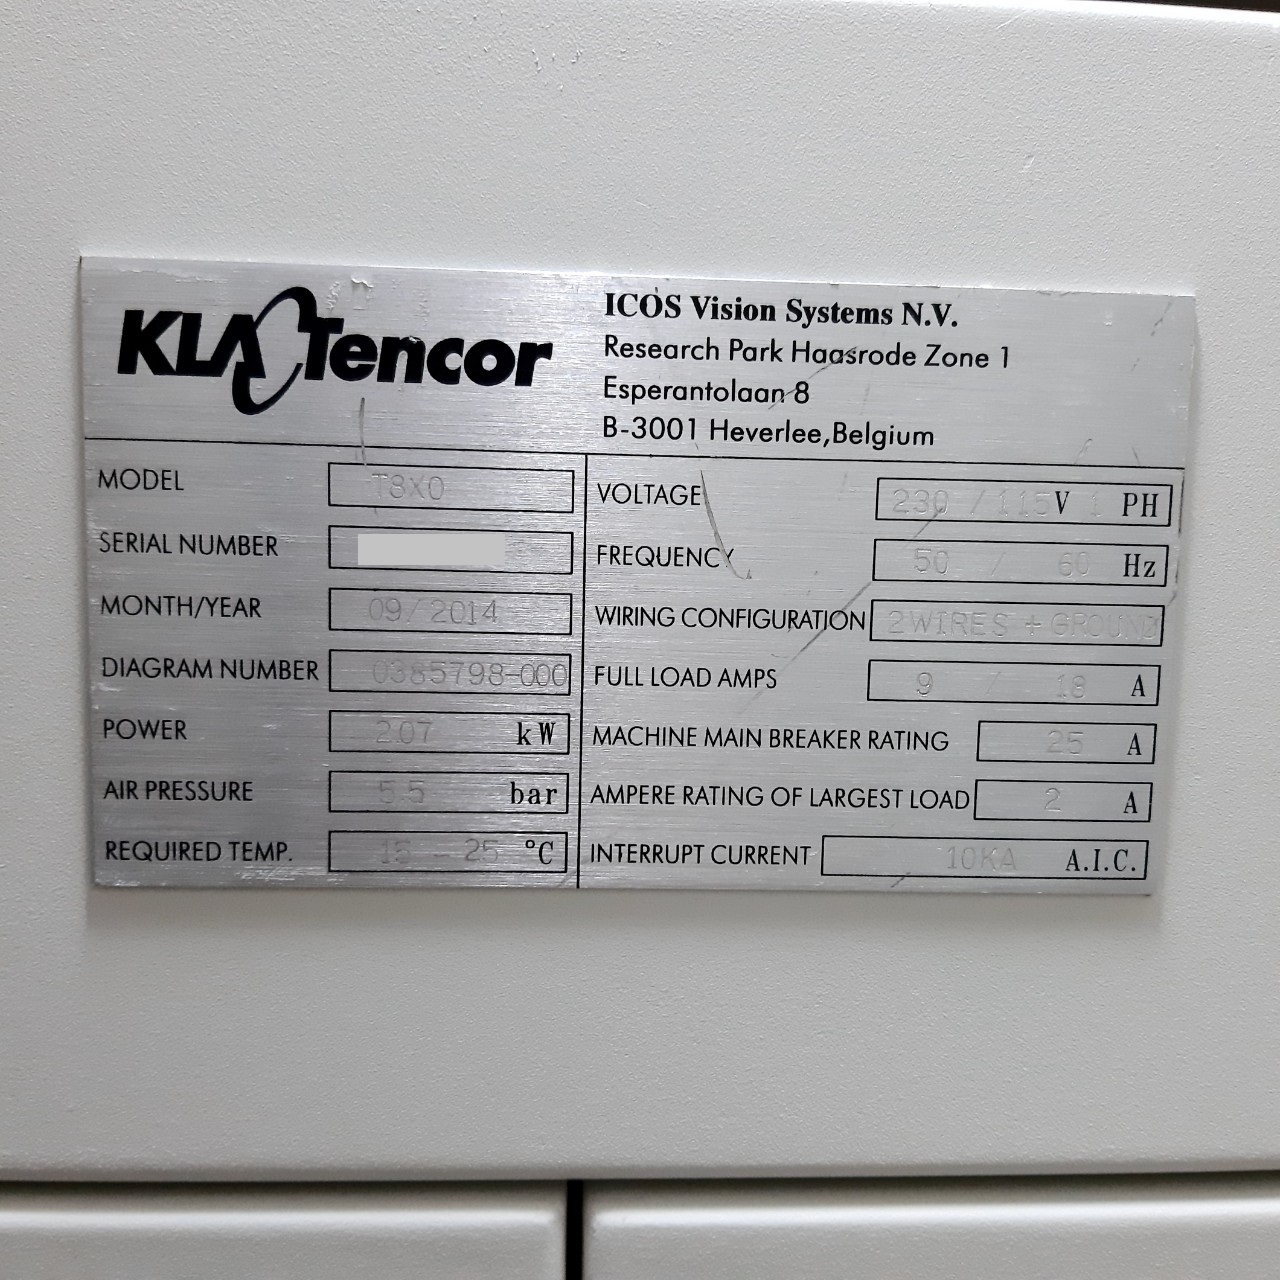 KLA Tencor
ICOS Vision Systems N.V.
Research Park Haasrode Zone 1
Esperantolaan 8
B-3001 Heverlee,Belgium
MODEL T3X0
SERIAL NUMBER
MONTH/YEAR 09/2014
DIAGRAM NUMBER 0385798-000
POWER 2.07 kW
AIR PRESSURE 5.5 bar
REQUIRED TEMP. 15 - 25 °C
VOLTAGE 230 / 115 V 1 PH
FREQUENCY 50 / 60 Hz
WIRING CONFIGURATION 2WIRES + GROUND
FULL LOAD AMPS 9 / 18 A
MACHINE MAIN BREAKER RATING 25 A
AMPERE RATING OF LARGEST LOAD 2 A
INTERRUPT CURRENT 10KA A.I.C.